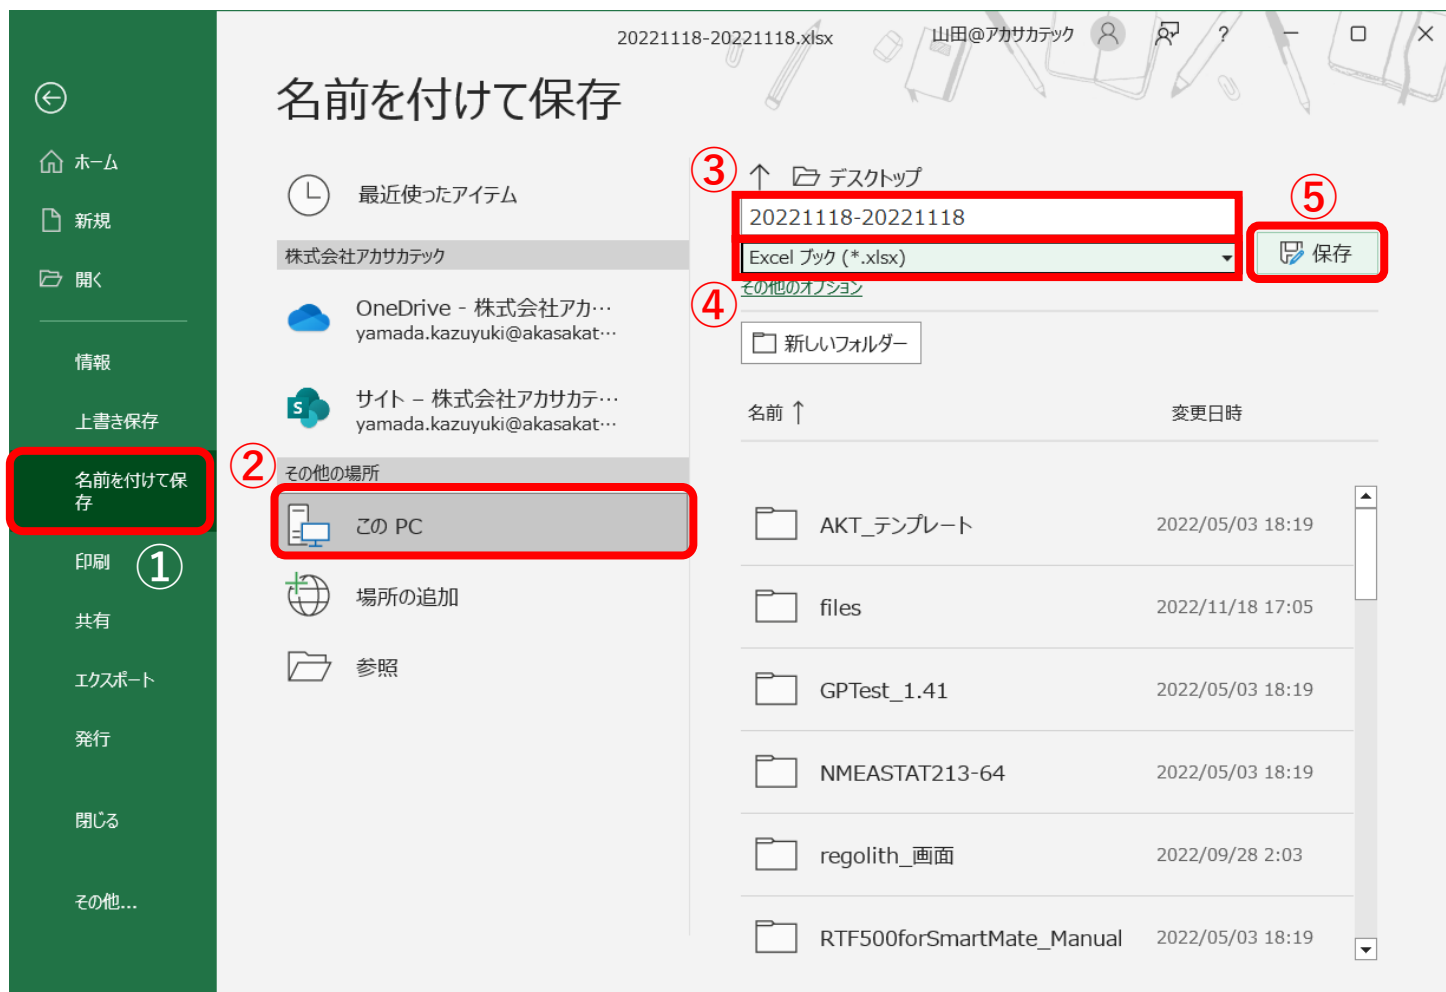 20221118-20221118.xlsx
山田@アカサカテック
?
名前を付けて保存
ホーム
新規
開く
情報
上書き保存
名前を付けて保
存
①
印刷
共有
エクスポート
発行
閉じる
その他...
最近使ったアイテム
株式会社アカサカテック
OneDrive - 株式会社アカ…
yamada.kazuyuki@akasakat…
サイト – 株式会社アカサカテ…
yamada.kazuyuki@akasakat…
②
その他の場所
この PC
場所の追加
参照
③
↑ デスクトップ
20221118-20221118
Excel ブック (*.xlsx)
⑤
保存
④
その他のオプション
新しいフォルダー
名前 ↑ 変更日時
AKT_テンプレート 2022/05/03 18:19
files 2022/11/18 17:05
GPTest_1.41 2022/05/03 18:19
NMEASTAT213-64 2022/05/03 18:19
regolith_画面 2022/09/28 2:03
RTF500forSmartMate_Manual 2022/05/03 18:19